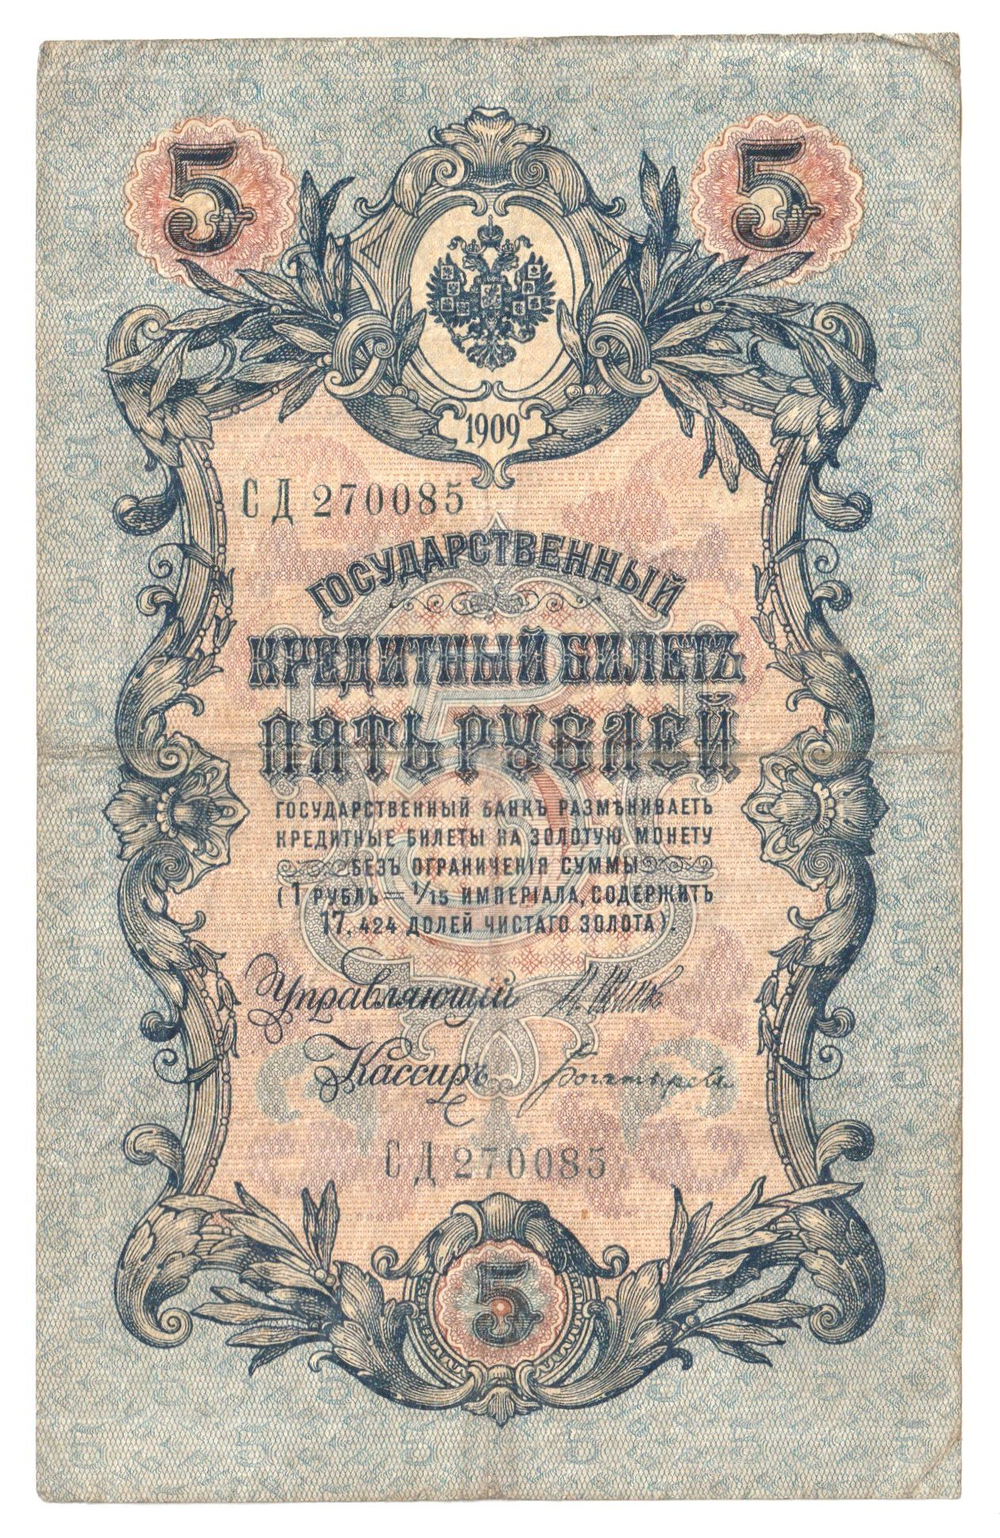 5 5
1909
СД 270085
ГОСУДАРСТВЕННЫЙ
КРЕДИТНЫЙ БИЛЕТЪ
ПЯТЬ РУБЛЕЙ
ГОСУДАРСТВЕННЫЙ БАНКЪ РАЗМѢНИВАЕТЪ
КРЕДИТНЫЕ БИЛЕТЫ НА ЗОЛОТУЮ МОНЕТУ
БЕЗЪ ОГРАНИЧЕНІЯ СУММЫ
(1 РУБЛЬ = 1/15 ИМПЕРІАЛА, СОДЕРЖИТЪ
17,424 ДОЛЕЙ ЧИСТАГО ЗОЛОТА).
Управляющій
Кассиръ Богатыревъ
СД 270085
5